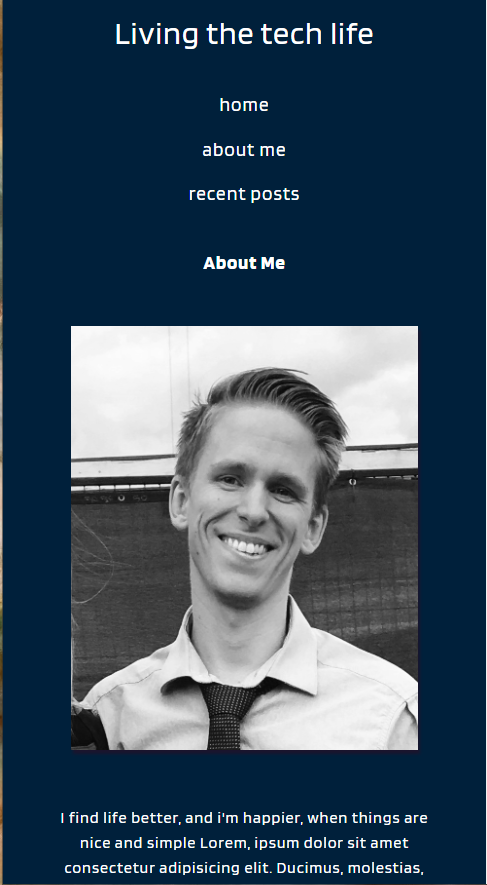 Living the tech life
home
about me
recent posts
About Me
I find life better, and i'm happier, when things are
nice and simple Lorem, ipsum dolor sit amet
consectetur adipisicing elit. Ducimus, molestias,